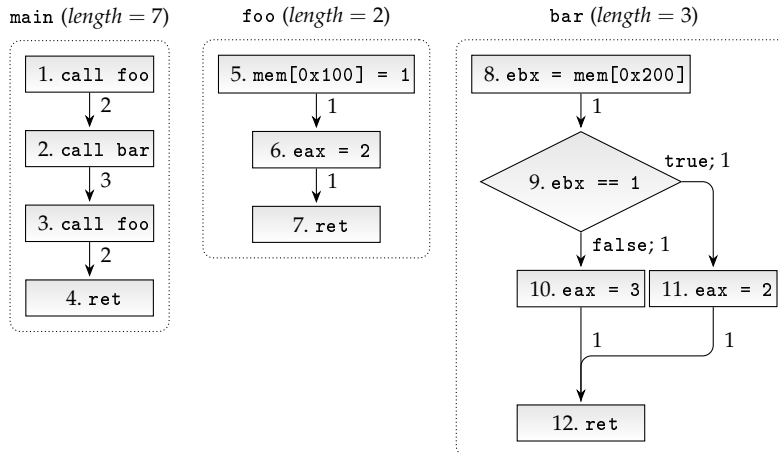 main (length = 7)
1. call foo
2
2. call bar
3
3. call foo
2
4. ret
foo (length = 2)
5. mem[0x100] = 1
1
6. eax = 2
1
7. ret
bar (length = 3)
8. ebx = mem[0x200]
1
9. ebx == 1
true; 1
false; 1
10. eax = 3
11. eax = 2
1
1
12. ret